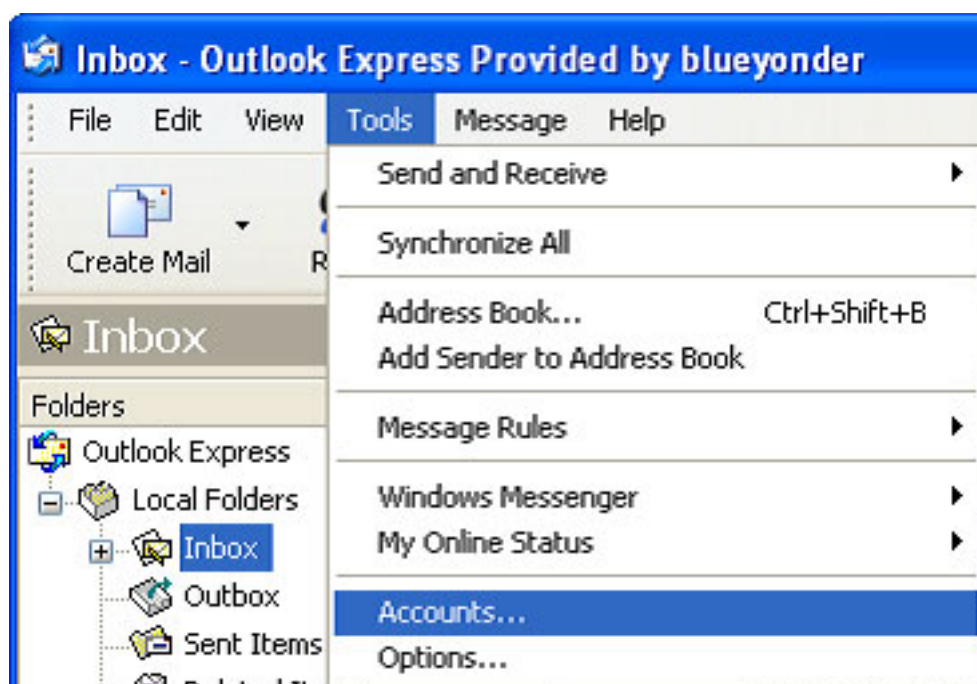 Inbox - Outlook Express Provided by blueyonder
File Edit View Tools Message Help
Create Mail
Inbox
Folders
Outlook Express
Local Folders
Inbox
Outbox
Sent Items
Send and Receive
Synchronize All
Address Book... Ctrl+Shift+B
Add Sender to Address Book
Message Rules
Windows Messenger
My Online Status
Accounts...
Options...